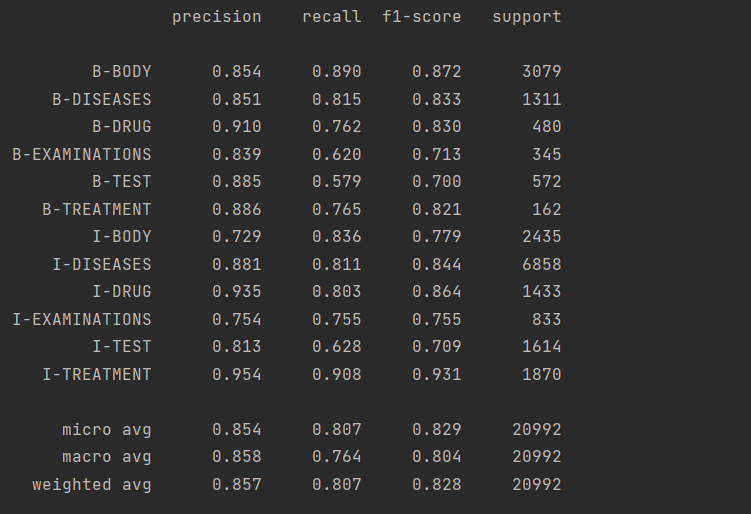 precision recall f1-score support
B-BODY 0.854 0.890 0.872 3079
B-DISEASES 0.851 0.815 0.833 1311
B-DRUG 0.910 0.762 0.830 480
B-EXAMINATIONS 0.839 0.620 0.713 345
B-TEST 0.885 0.579 0.700 572
B-TREATMENT 0.886 0.765 0.821 162
I-BODY 0.729 0.836 0.779 2435
I-DISEASES 0.881 0.811 0.844 6858
I-DRUG 0.935 0.803 0.864 1433
I-EXAMINATIONS 0.754 0.755 0.755 833
I-TEST 0.813 0.628 0.709 1614
I-TREATMENT 0.954 0.908 0.931 1870
micro avg 0.854 0.807 0.829 20992
macro avg 0.858 0.764 0.804 20992
weighted avg 0.857 0.807 0.828 20992